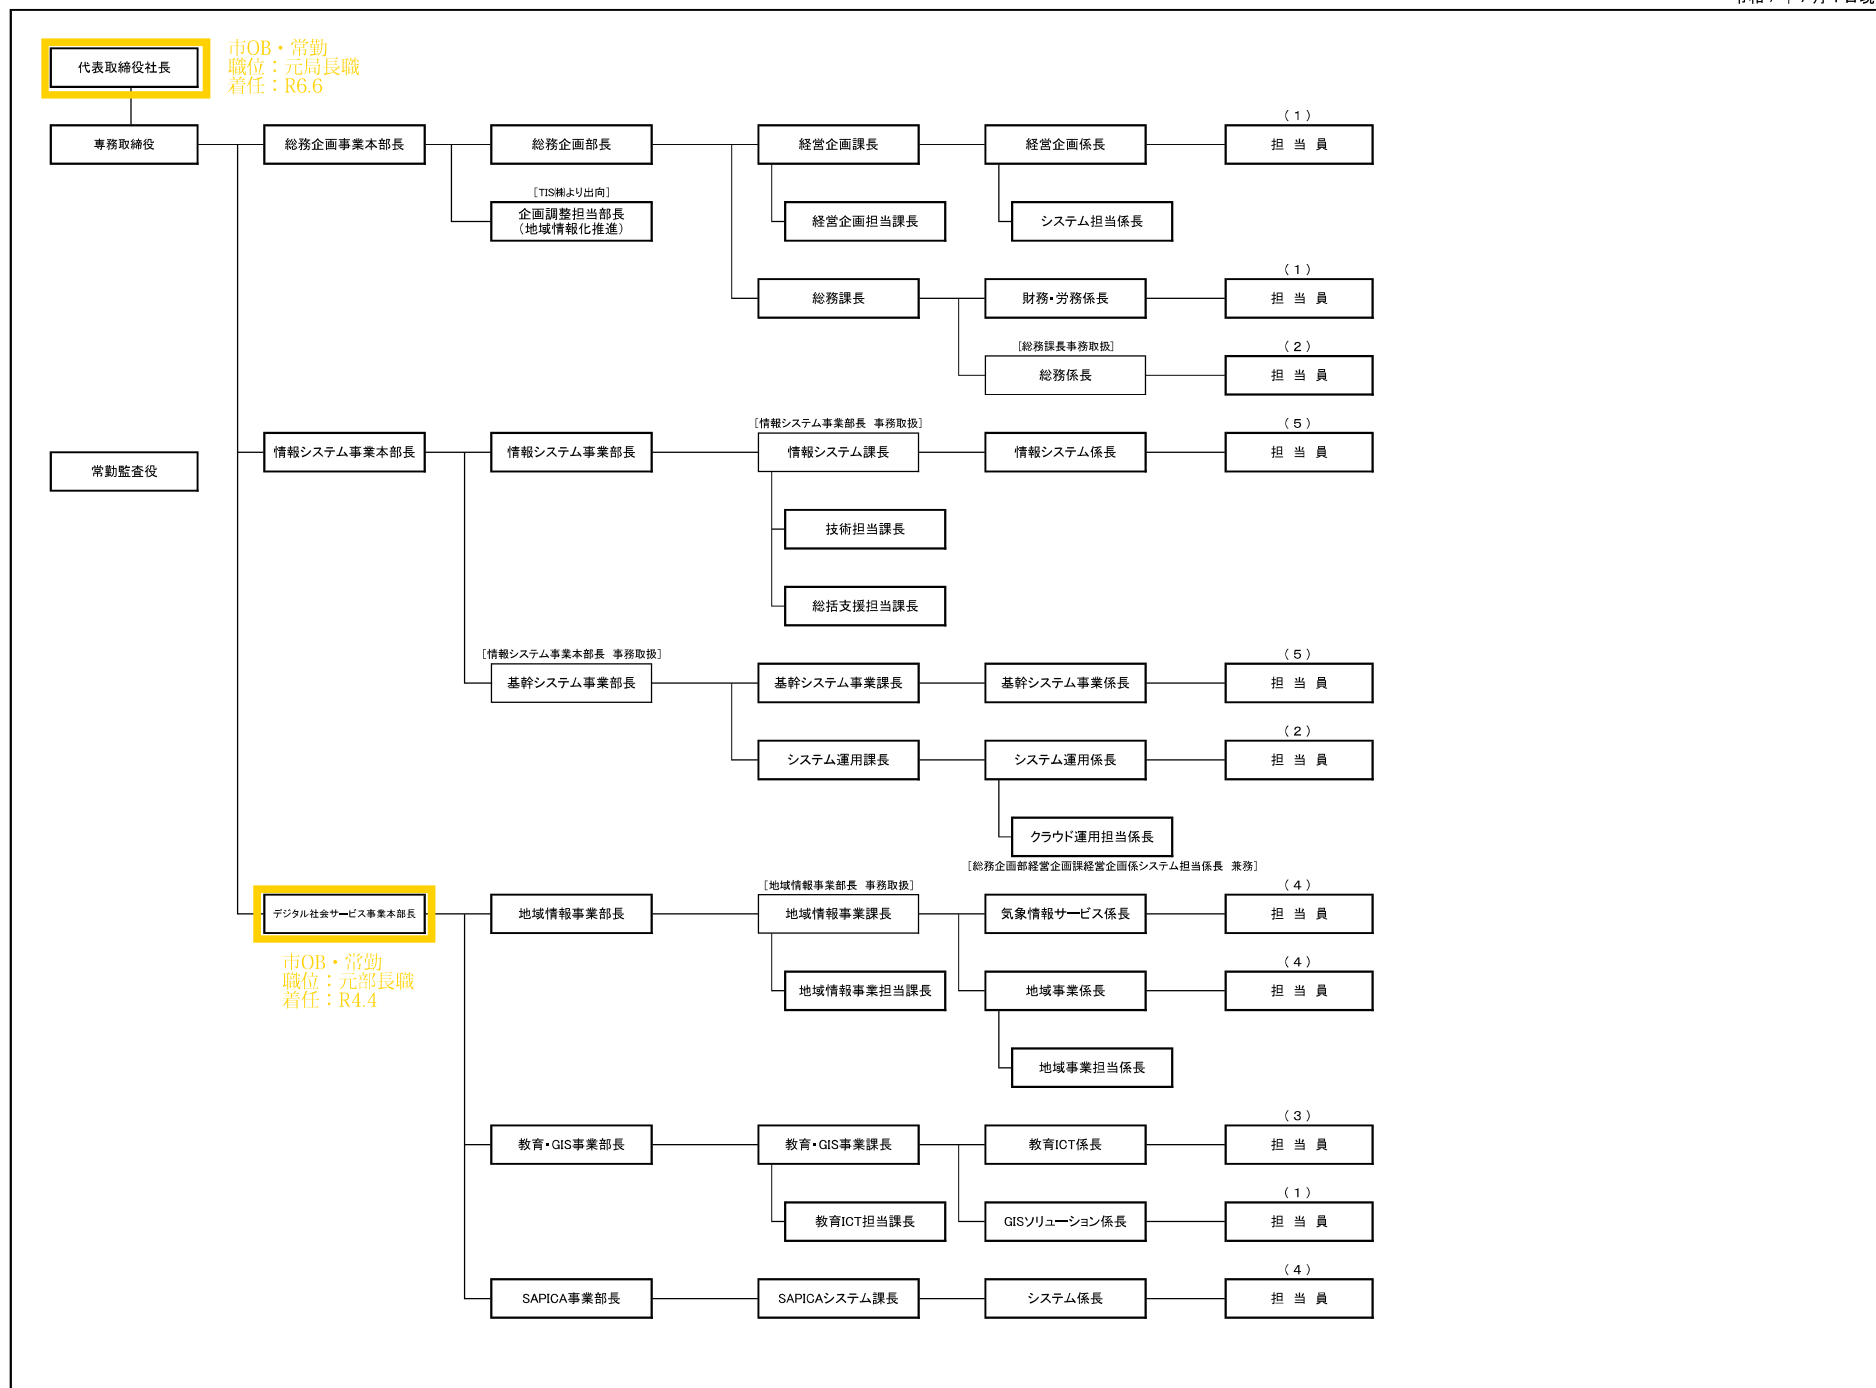 代表取締役社長
市OB・常勤
職位：元局長職
着任：R6.6
専務取締役
総務企画事業本部長
総務企画部長
経営企画課長
経営企画係長
（1）
担 当 員
［TIS㈱より出向］
企画調整担当部長
（地域情報化推進）
経営企画担当課長
システム担当係長
総務課長
財務・労務係長
（1）
担 当 員
［総務課長事務取扱］
総務係長
（2）
担 当 員
常勤監査役
情報システム事業本部長
情報システム事業部長
［情報システム事業部長　事務取扱］
情報システム課長
情報システム係長
（5）
担 当 員
技術担当課長
総括支援担当課長
［情報システム事業本部長　事務取扱］
基幹システム事業部長
基幹システム事業課長
基幹システム事業係長
（5）
担 当 員
システム運用課長
システム運用係長
（2）
担 当 員
クラウド運用担当係長
［総務企画部経営企画課経営企画係システム担当係長　兼務］
デジタル社会サービス事業本部長
市OB・常勤
職位：元部長職
着任：R4.4
地域情報事業部長
［地域情報事業部長　事務取扱］
地域情報事業課長
気象情報サービス係長
（4）
担 当 員
地域情報事業担当課長
地域事業係長
（4）
担 当 員
地域事業担当係長
教育・GIS事業部長
教育・GIS事業課長
教育ICT係長
（3）
担 当 員
教育ICT担当課長
GISソリューション係長
（1）
担 当 員
SAPICA事業部長
SAPICAシステム課長
システム係長
（4）
担 当 員